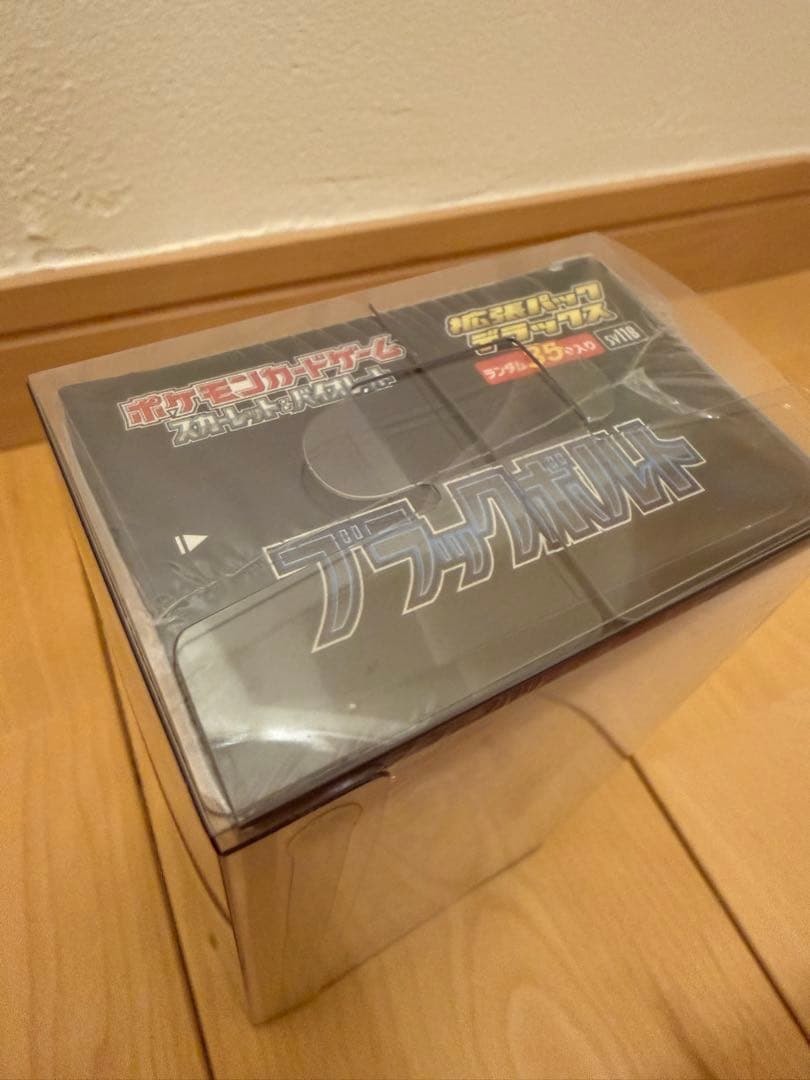 ポケモンカードゲーム
スカーレット&バイオレット
拡張パック
デラックス
SV11B
ブラックボルト